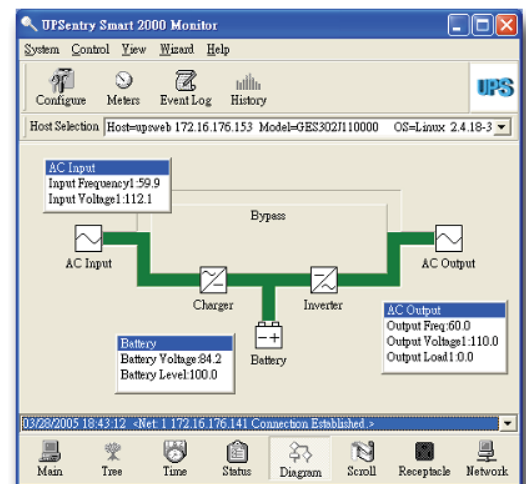 UPSentry Smart 2000 Monitor
System Control View Wizard Help
Configure Meters Event Log History
UPS
Host Selection Host=upsweb 172.16.176.153 Model=GES302J110000 OS=Linux 2.4.18-3
AC Input
Input Frequency1:59.9
Input Voltage1:112.1
Bypass
AC Input
AC Output
Charger
Inverter
AC Output
Output Freq:60.0
Output Voltage1:110.0
Output Load1:0.0
Battery
Battery Voltage:84.2
Battery Level:100.0
Battery
03/28/2005 18:43:12 <Net: 1 172.16.176.141 Connection Established.>
Main Tree Time Status Diagram Scroll Receptacle Network